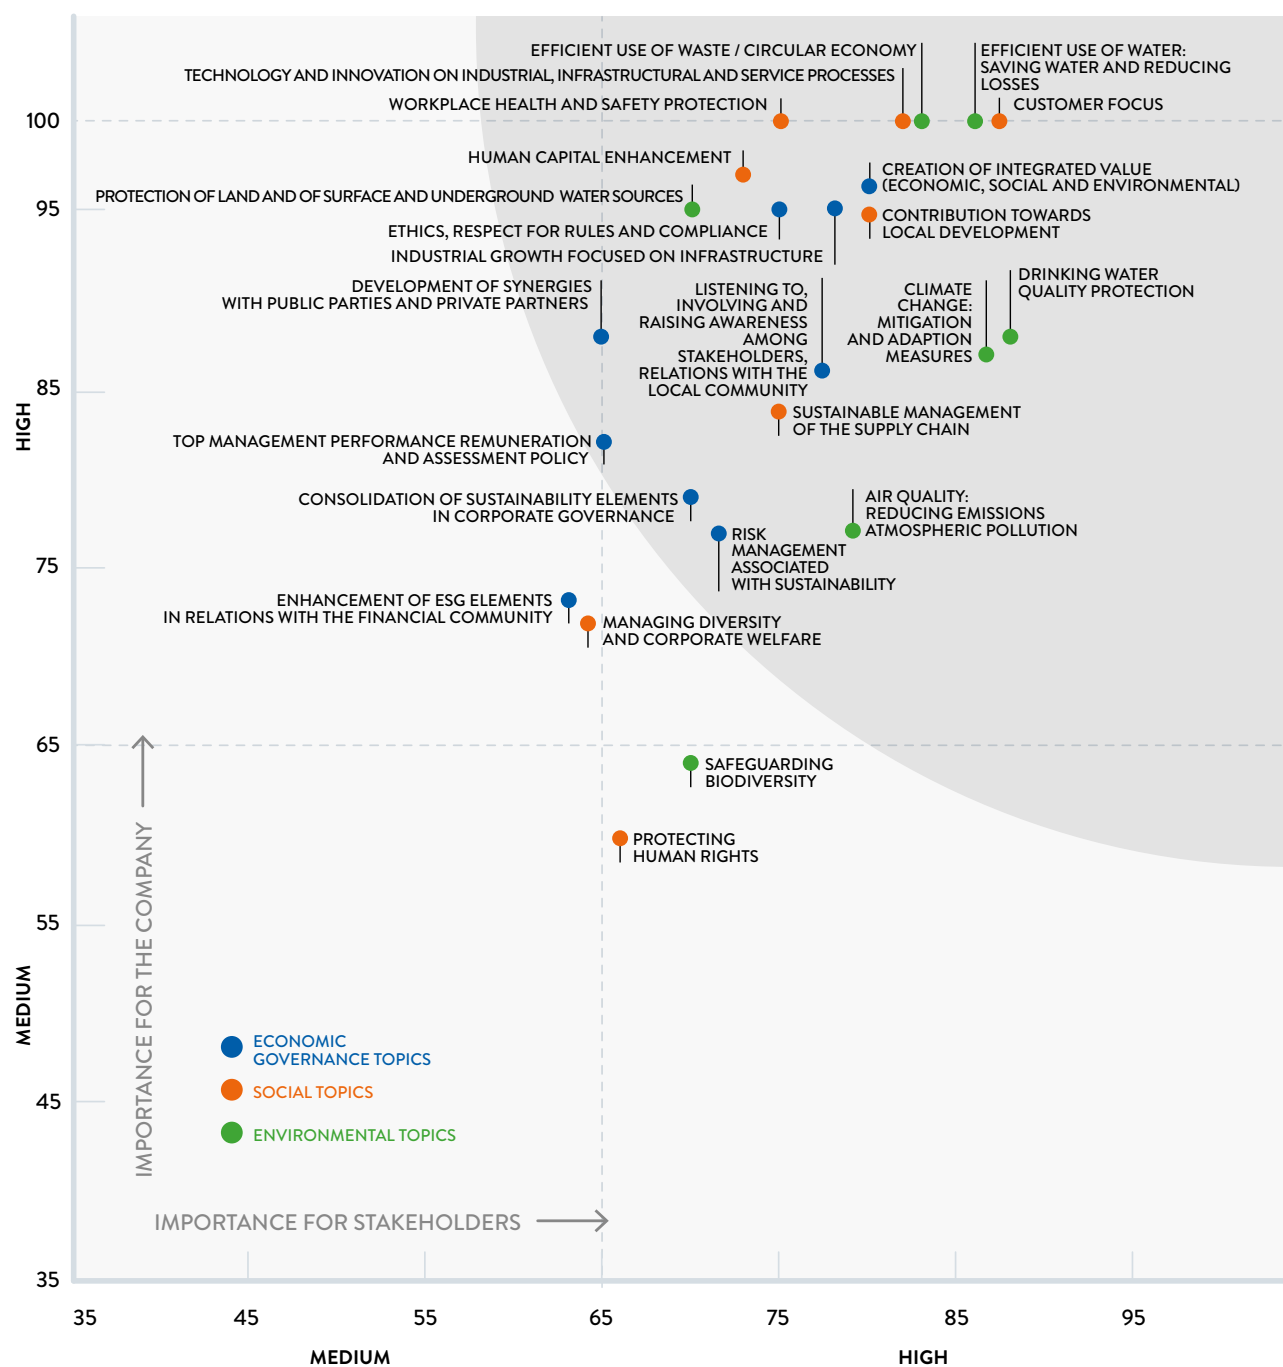 EFFICIENT USE OF WASTE / CIRCULAR ECONOMY
EFFICIENT USE OF WATER:
SAVING WATER AND REDUCING
LOSSES
TECHNOLOGY AND INNOVATION ON INDUSTRIAL, INFRASTRUCTURAL AND SERVICE PROCESSES
WORKPLACE HEALTH AND SAFETY PROTECTION
CUSTOMER FOCUS
100
HUMAN CAPITAL ENHANCEMENT
CREATION OF INTEGRATED VALUE
(ECONOMIC, SOCIAL AND ENVIRONMENTAL)
PROTECTION OF LAND AND OF SURFACE AND UNDERGROUND WATER SOURCES
95
CONTRIBUTION TOWARDS
LOCAL DEVELOPMENT
ETHICS, RESPECT FOR RULES AND COMPLIANCE
INDUSTRIAL GROWTH FOCUSED ON INFRASTRUCTURE
DEVELOPMENT OF SYNERGIES
WITH PUBLIC PARTIES AND PRIVATE PARTNERS
LISTENING TO,
INVOLVING AND
RAISING AWARENESS
AMONG
STAKEHOLDERS,
RELATIONS WITH THE
LOCAL COMMUNITY
CLIMATE
CHANGE:
MITIGATION
AND ADAPTION
MEASURES
DRINKING WATER
QUALITY PROTECTION
85
HIGH
SUSTAINABLE MANAGEMENT
OF THE SUPPLY CHAIN
TOP MANAGEMENT PERFORMANCE REMUNERATION
AND ASSESSMENT POLICY
CONSOLIDATION OF SUSTAINABILITY ELEMENTS
IN CORPORATE GOVERNANCE
AIR QUALITY:
REDUCING EMISSIONS
ATMOSPHERIC POLLUTION
RISK
MANAGEMENT
ASSOCIATED
WITH SUSTAINABILITY
75
ENHANCEMENT OF ESG ELEMENTS
IN RELATIONS WITH THE FINANCIAL COMMUNITY
MANAGING DIVERSITY
AND CORPORATE WELFARE
65
SAFEGUARDING
BIODIVERSITY
PROTECTING
HUMAN RIGHTS
IMPORTANCE FOR THE COMPANY
55
MEDIUM
ECONOMIC
GOVERNANCE TOPICS
SOCIAL TOPICS
45
ENVIRONMENTAL TOPICS
IMPORTANCE FOR STAKEHOLDERS
35
35 45 55 65 75 85 95
MEDIUM HIGH